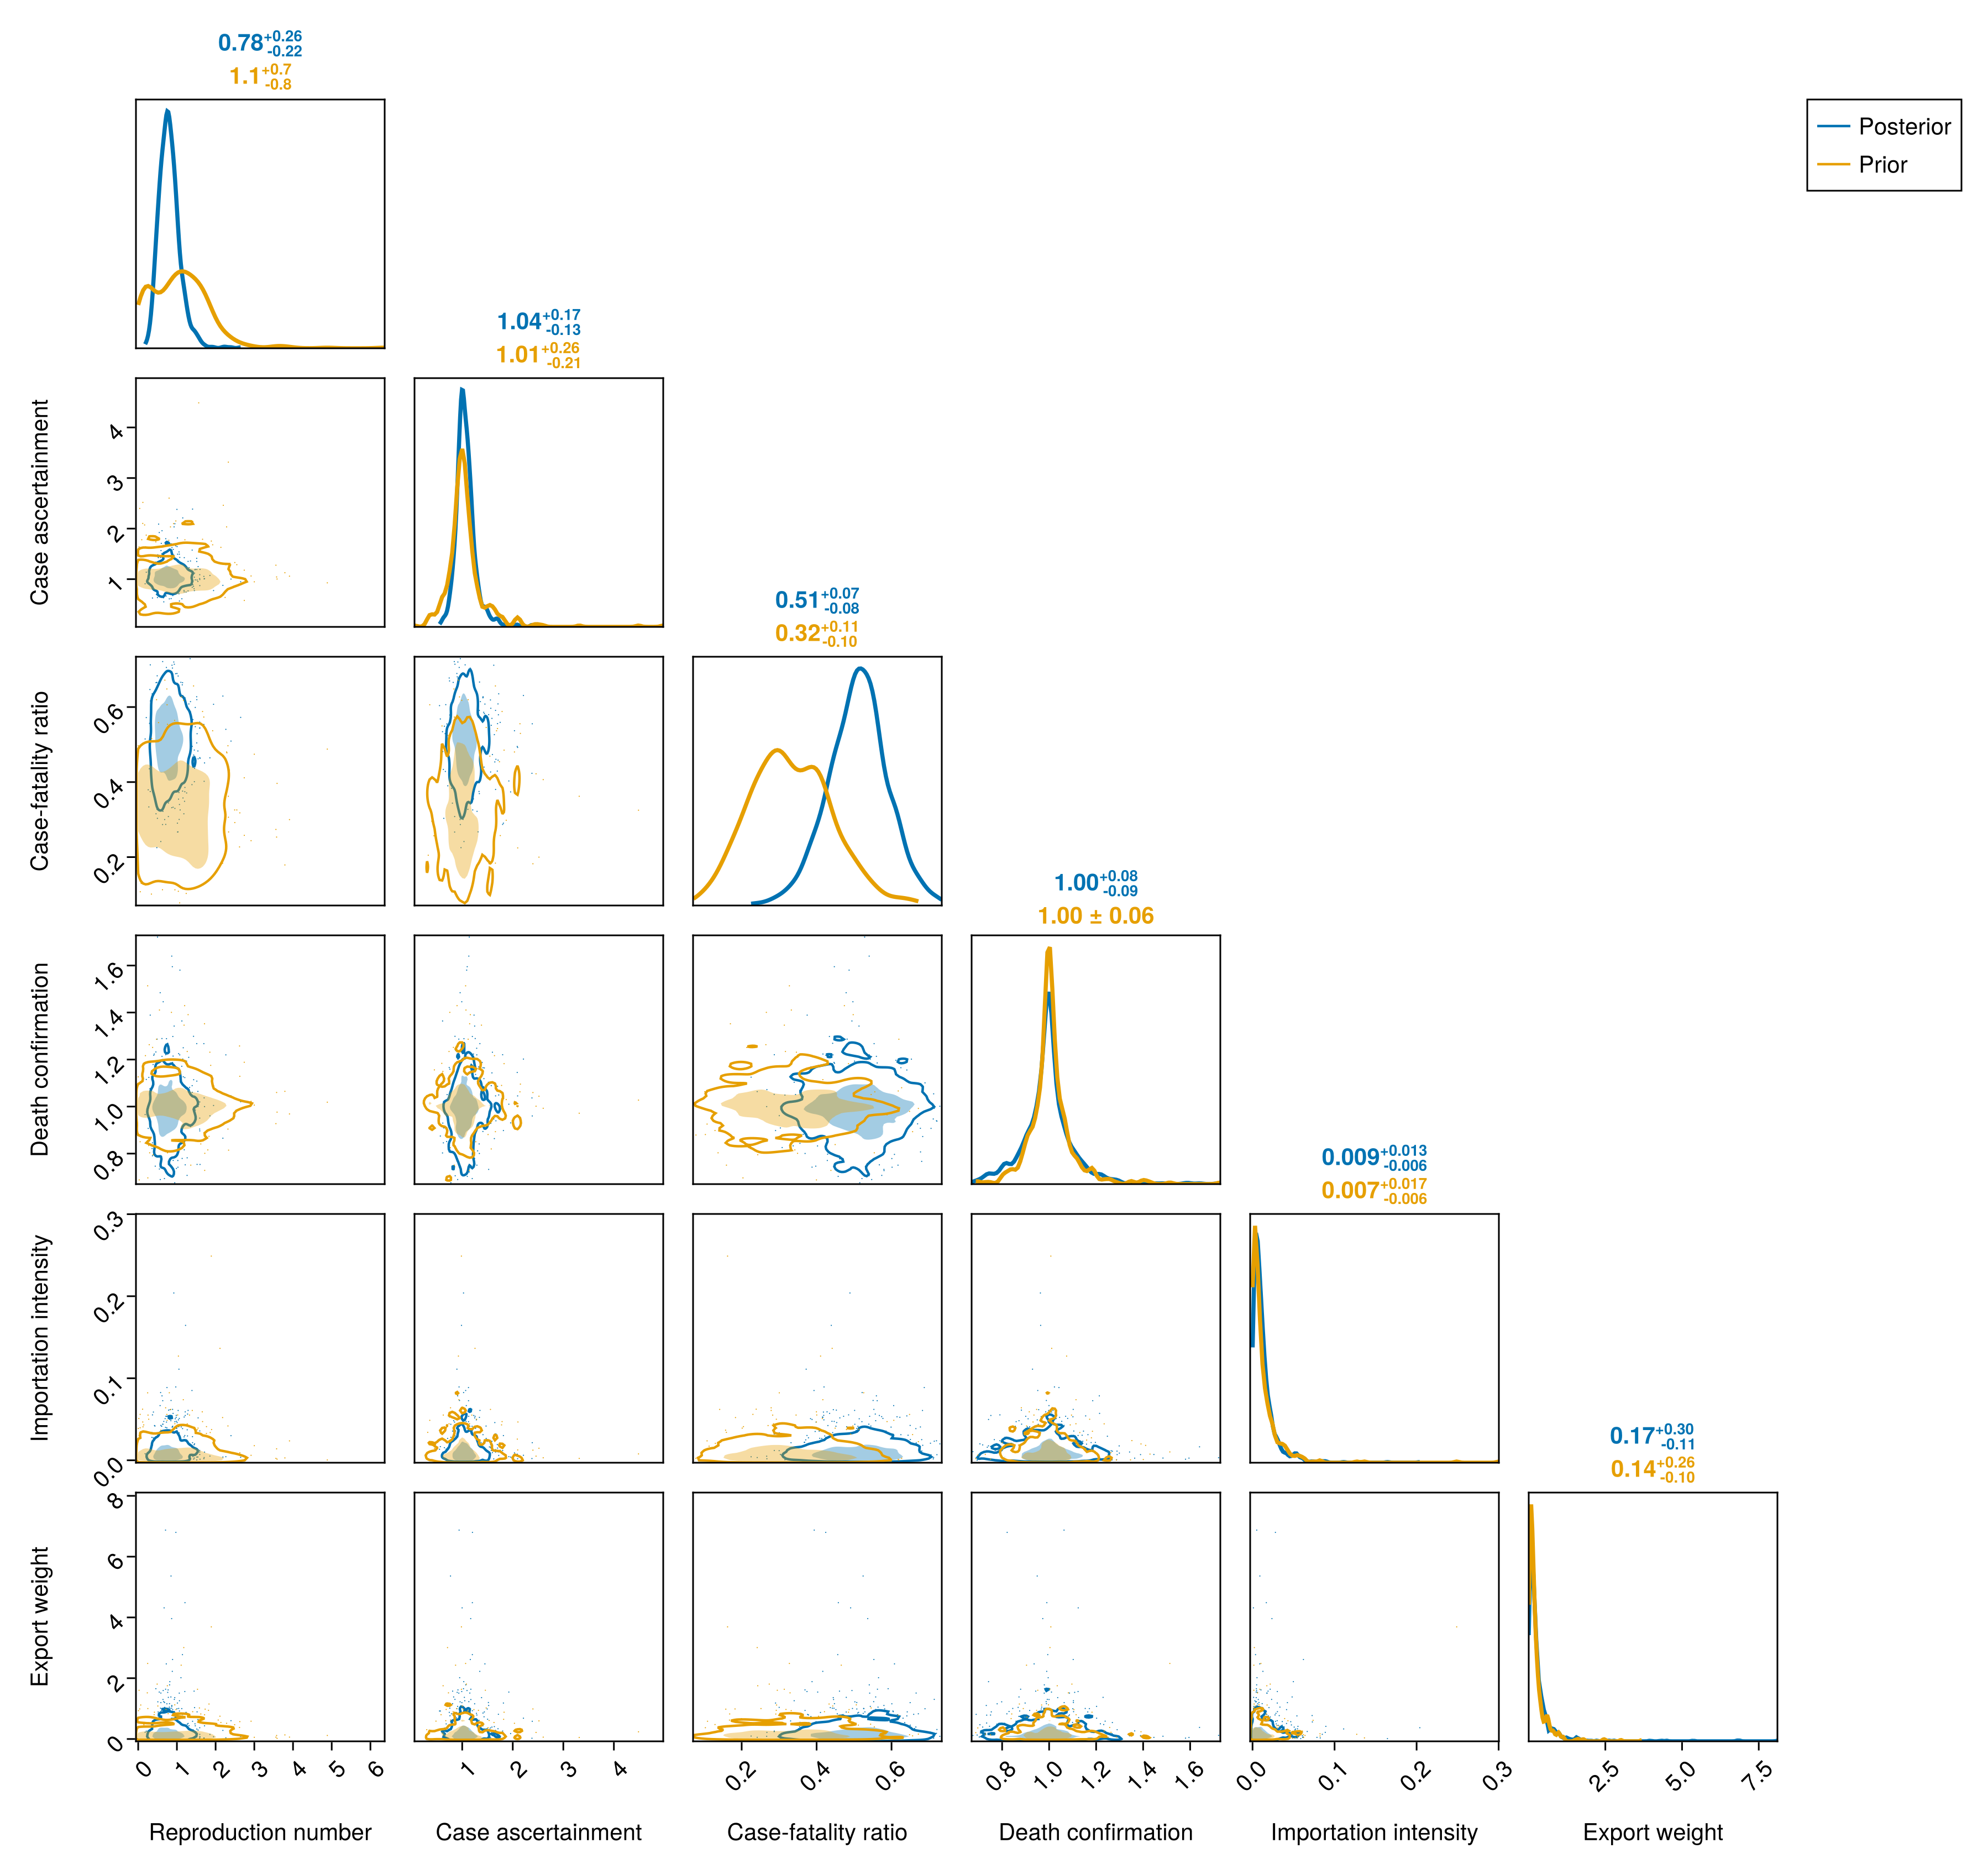 0.78+0.26-0.22
1.1+0.7-0.8
Posterior
Prior
1.04+0.17-0.13
1.01+0.26-0.21
Case ascertainment
4
3
2
1
0.51+0.07-0.08
0.32+0.11-0.10
Case-fatality ratio
0.6
0.4
0.2
1.00+0.08-0.09
1.00 ± 0.06
Death confirmation
1.6
1.4
1.2
1.0
0.8
0.009+0.013-0.006
0.007+0.017-0.006
Importation intensity
0.3
0.2
0.1
0.0
0.17+0.30-0.11
0.14+0.26-0.10
Export weight
8
6
4
2
0
0 1 2 3 4 5 6
1 2 3 4
0.2 0.4 0.6
0.8 1.0 1.2 1.4 1.6
0.0 0.1 0.2 0.3
2.5 5.0 7.5
Reproduction number
Case ascertainment
Case-fatality ratio
Death confirmation
Importation intensity
Export weight